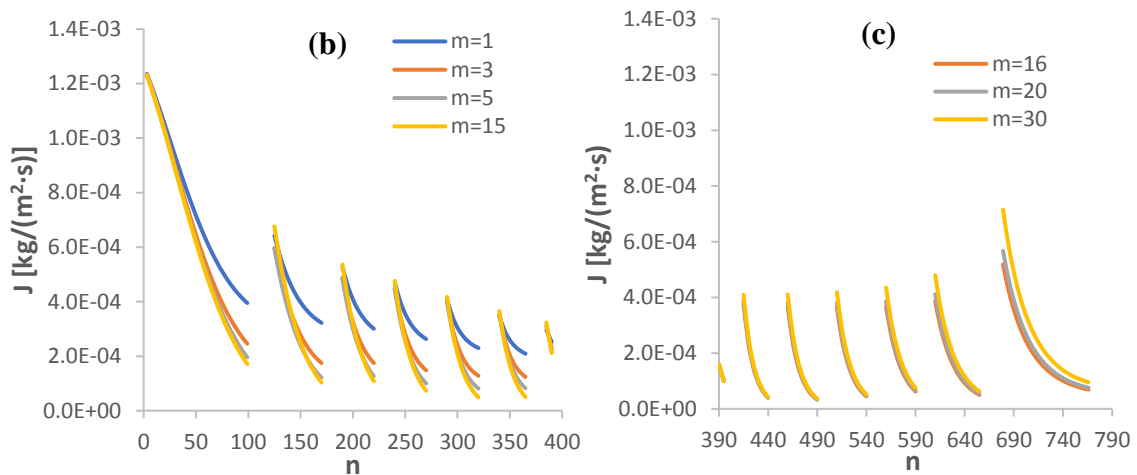 (b)
m=1
m=3
m=5
m=15
J [kg/(m²·s)]
1.4E-03
1.2E-03
1.0E-03
8.0E-04
6.0E-04
4.0E-04
2.0E-04
0.0E+00
0 50 100 150 200 250 300 350 400
n
(c)
m=16
m=20
m=30
J [kg/(m²·s)
1.4E-03
1.2E-03
1.0E-03
8.0E-04
6.0E-04
4.0E-04
2.0E-04
0.0E+00
390 440 490 540 590 640 690 740 790
n